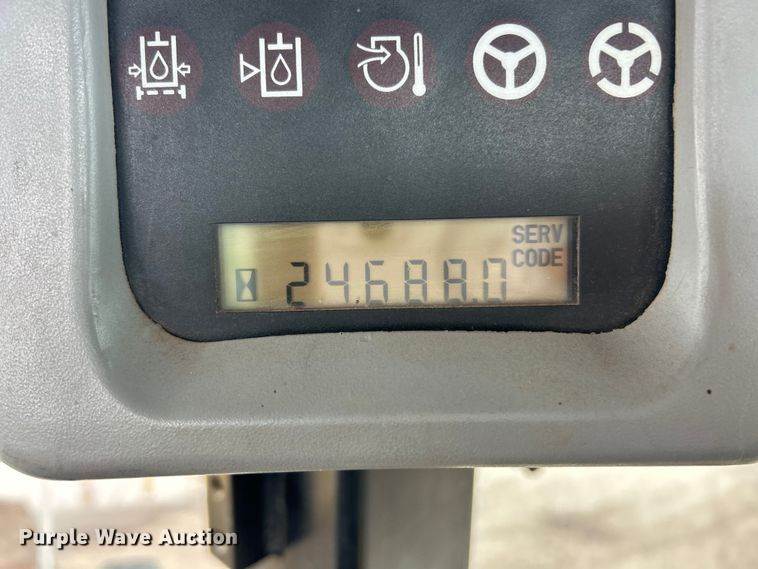 SERV
CODE
24688.0
Purple Wave Auction